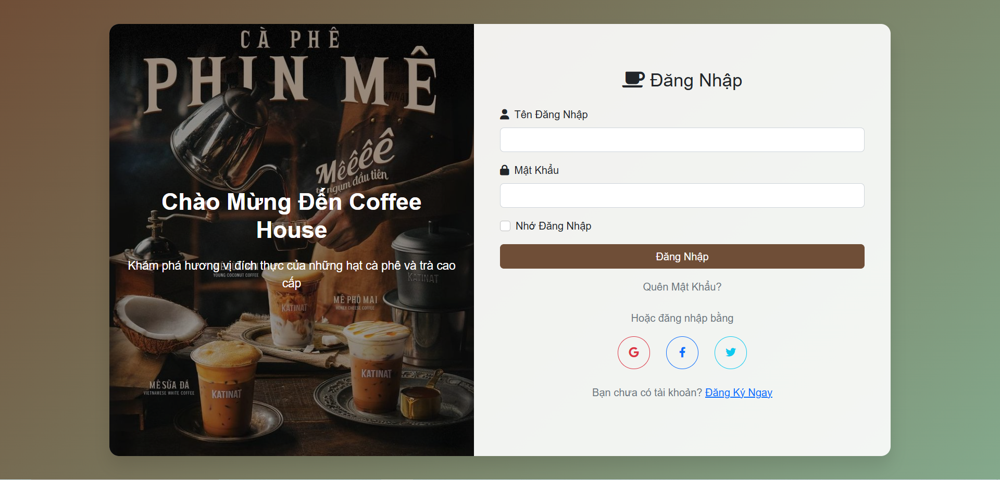 CÀ PHÊ
PHIN MÊ
KATINAT
Mêêêê
từ ngụm đầu tiên
Chào Mừng Đến Coffee
House
Khám phá hương vị đích thực của những hạt cà phê và trà cao
cấp
YOUNG COCONUT COFFEE
KATINAT
MÊ PHÔ MAI
HONEY CHEESE COFFEE
KATINAT
KATINAT
MÊ SỮA ĐÁ
VIETNAMESE WHITE COFFEE
KATINAT
Đăng Nhập
Tên Đăng Nhập
Mật Khẩu
Nhớ Đăng Nhập
Đăng Nhập
Quên Mật Khẩu?
Hoặc đăng nhập bằng
Bạn chưa có tài khoản? Đăng Ký Ngay